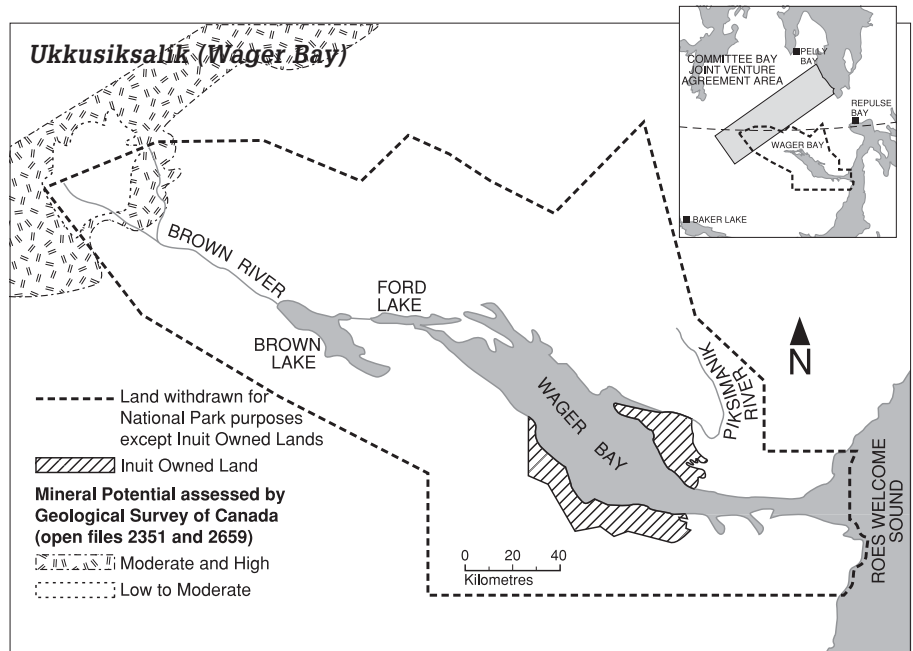 Ukkusiksalik (Wager Bay)
COMMITTEE BAY
JOINT VENTURE
AGREEMENT AREA
PELLY
BAY
REPULSE
BAY
WAGER BAY
BAKER LAKE
BROWN RIVER
FORD
LAKE
BROWN
LAKE
WAGER BAY
PIKSIMANIK
RIVER
N
ROES WELCOME
SOUND
Land withdrawn for
National Park purposes
except Inuit Owned Lands
Inuit Owned Land
Mineral Potential assessed by
Geological Survey of Canada
(open files 2351 and 2659)
Moderate and High
Low to Moderate
0 20 40
Kilometres